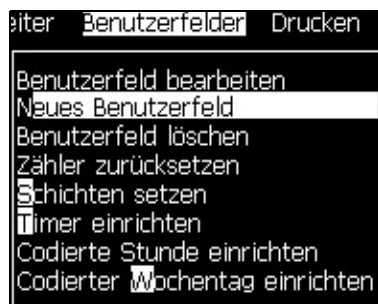 eiter Benutzerfelder Drucken
Benutzerfeld bearbeiten
Neues Benutzerfeld
Benutzerfeld löschen
Zähler zurücksetzen
Schichten setzen
Timer einrichten
Codierte Stunde einrichten
Codierter Wochentag einrichten